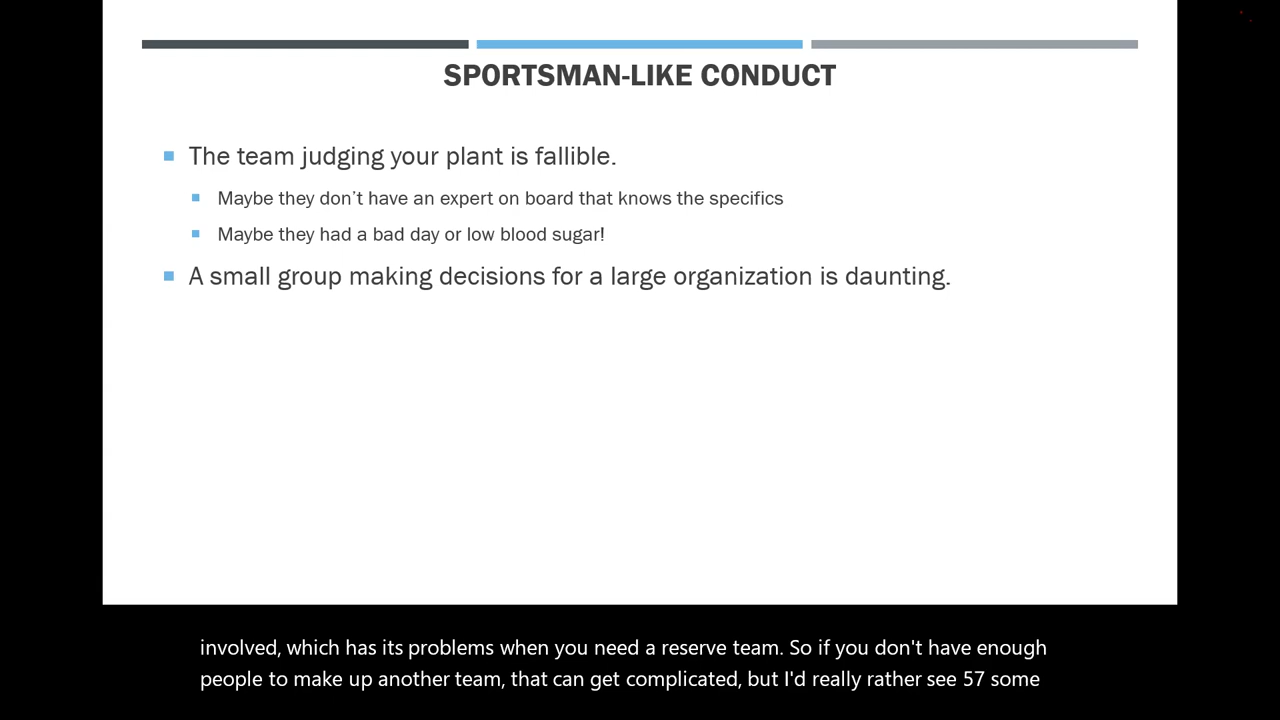 SPORTSMAN-LIKE CONDUCT
The team judging your plant is fallible.
Maybe they don’t have an expert on board that knows the specifics
Maybe they had a bad day or low blood sugar!
A small group making decisions for a large organization is daunting.
involved, which has its problems when you need a reserve team. So if you don't have enough
people to make up another team, that can get complicated, but I'd really rather see 57 some